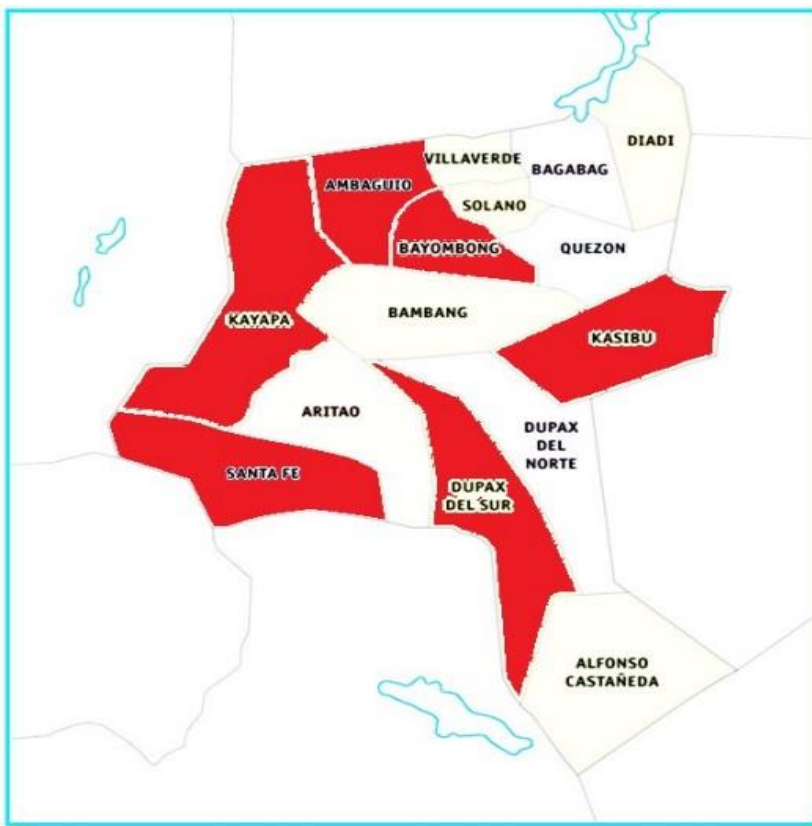 DIADI
VILLAVERDE
BAGABAG
AMBAGUIO
SOLANO
BAYOMBONG
QUEZON
BAMBANG
KAYAPA
KASIBU
ARITAO
DUPAX
DEL
NORTE
SANTA FE
DUPAX
DEL SUR
ALFONSO
CASTAÑEDA